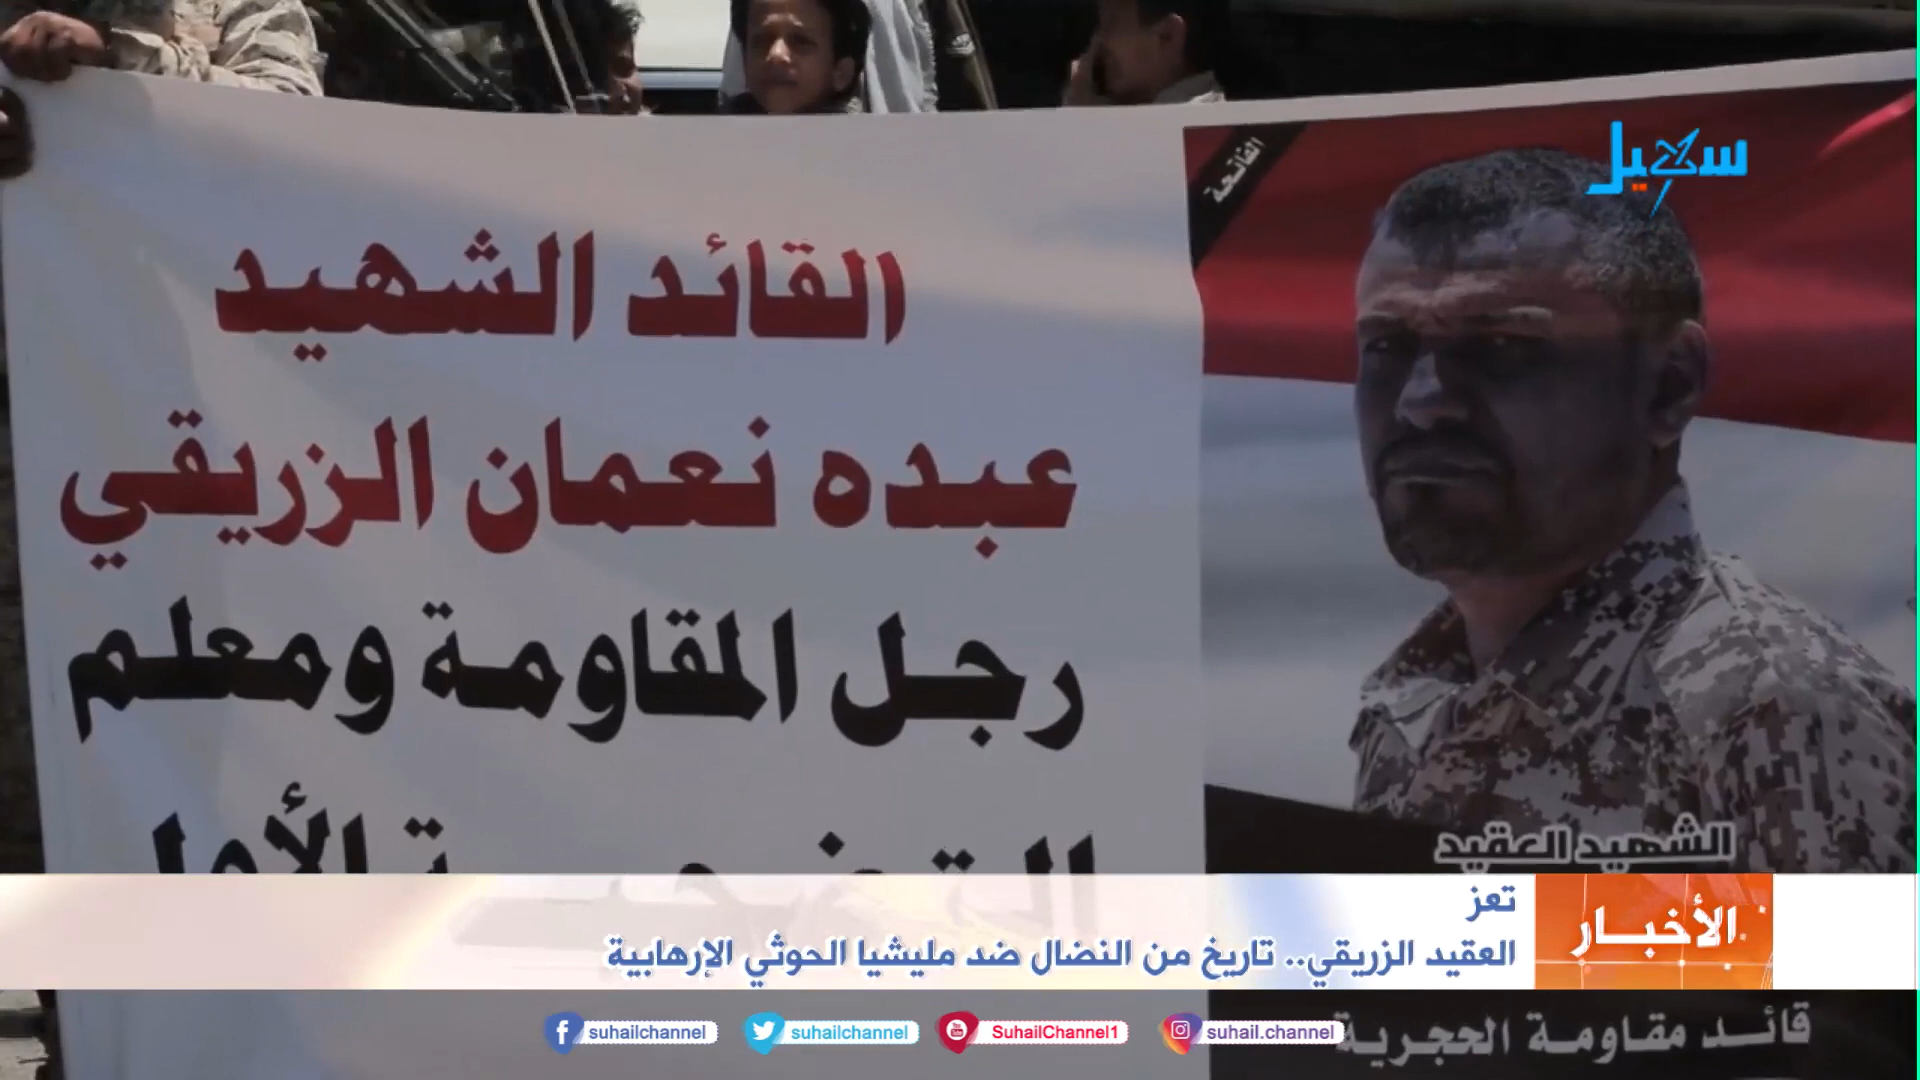 سهيل
الفاتحة
القائد الشهيد
عبده نعمان الزريقي
رجل المقاومة ومعلم
الشهيد العقيد
الأخبار
تعز
العقيد الزريقي.. تاريخ من النضال ضد مليشيا الحوثي الإرهابية
قائد مقاومة الحجرية
suhailchannel
suhailchannel
SuhailChannel1
suhail.channel